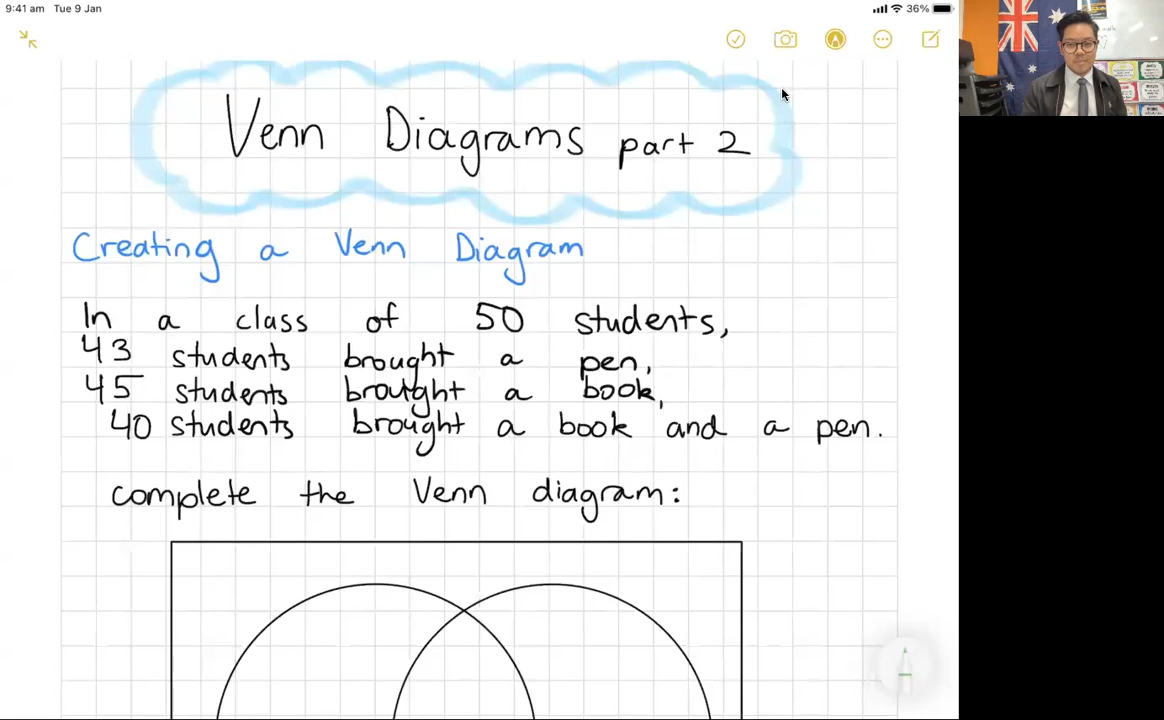 9:41 am Tue 9 Jan
36%
Venn Diagrams part 2
Creating a Venn Diagram
In a class of 50 students,
43 students brought a pen,
45 students brought a book,
40 students brought a book and a pen.
complete the Venn diagram: